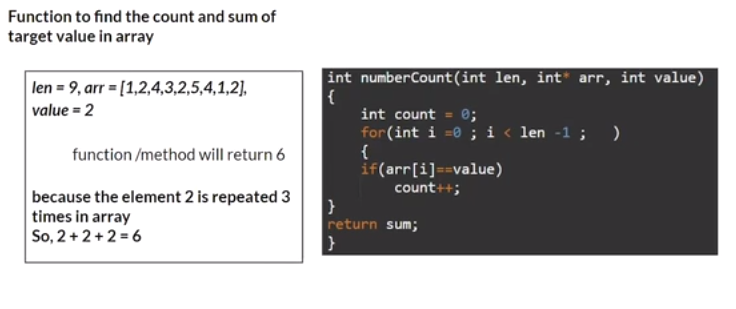 Function to find the count and sum of
target value in array
len = 9, arr = [1,2,4,3,2,5,4,1,2],
value = 2
function /method will return 6
because the element 2 is repeated 3
times in array
So, 2 + 2 + 2 = 6
int numberCount(int len, int* arr, int value)
{
int count = 0;
for(int i =0 ; i < len -1 ;   )
{
if(arr[i]==value)
count++;
}
return sum;
}